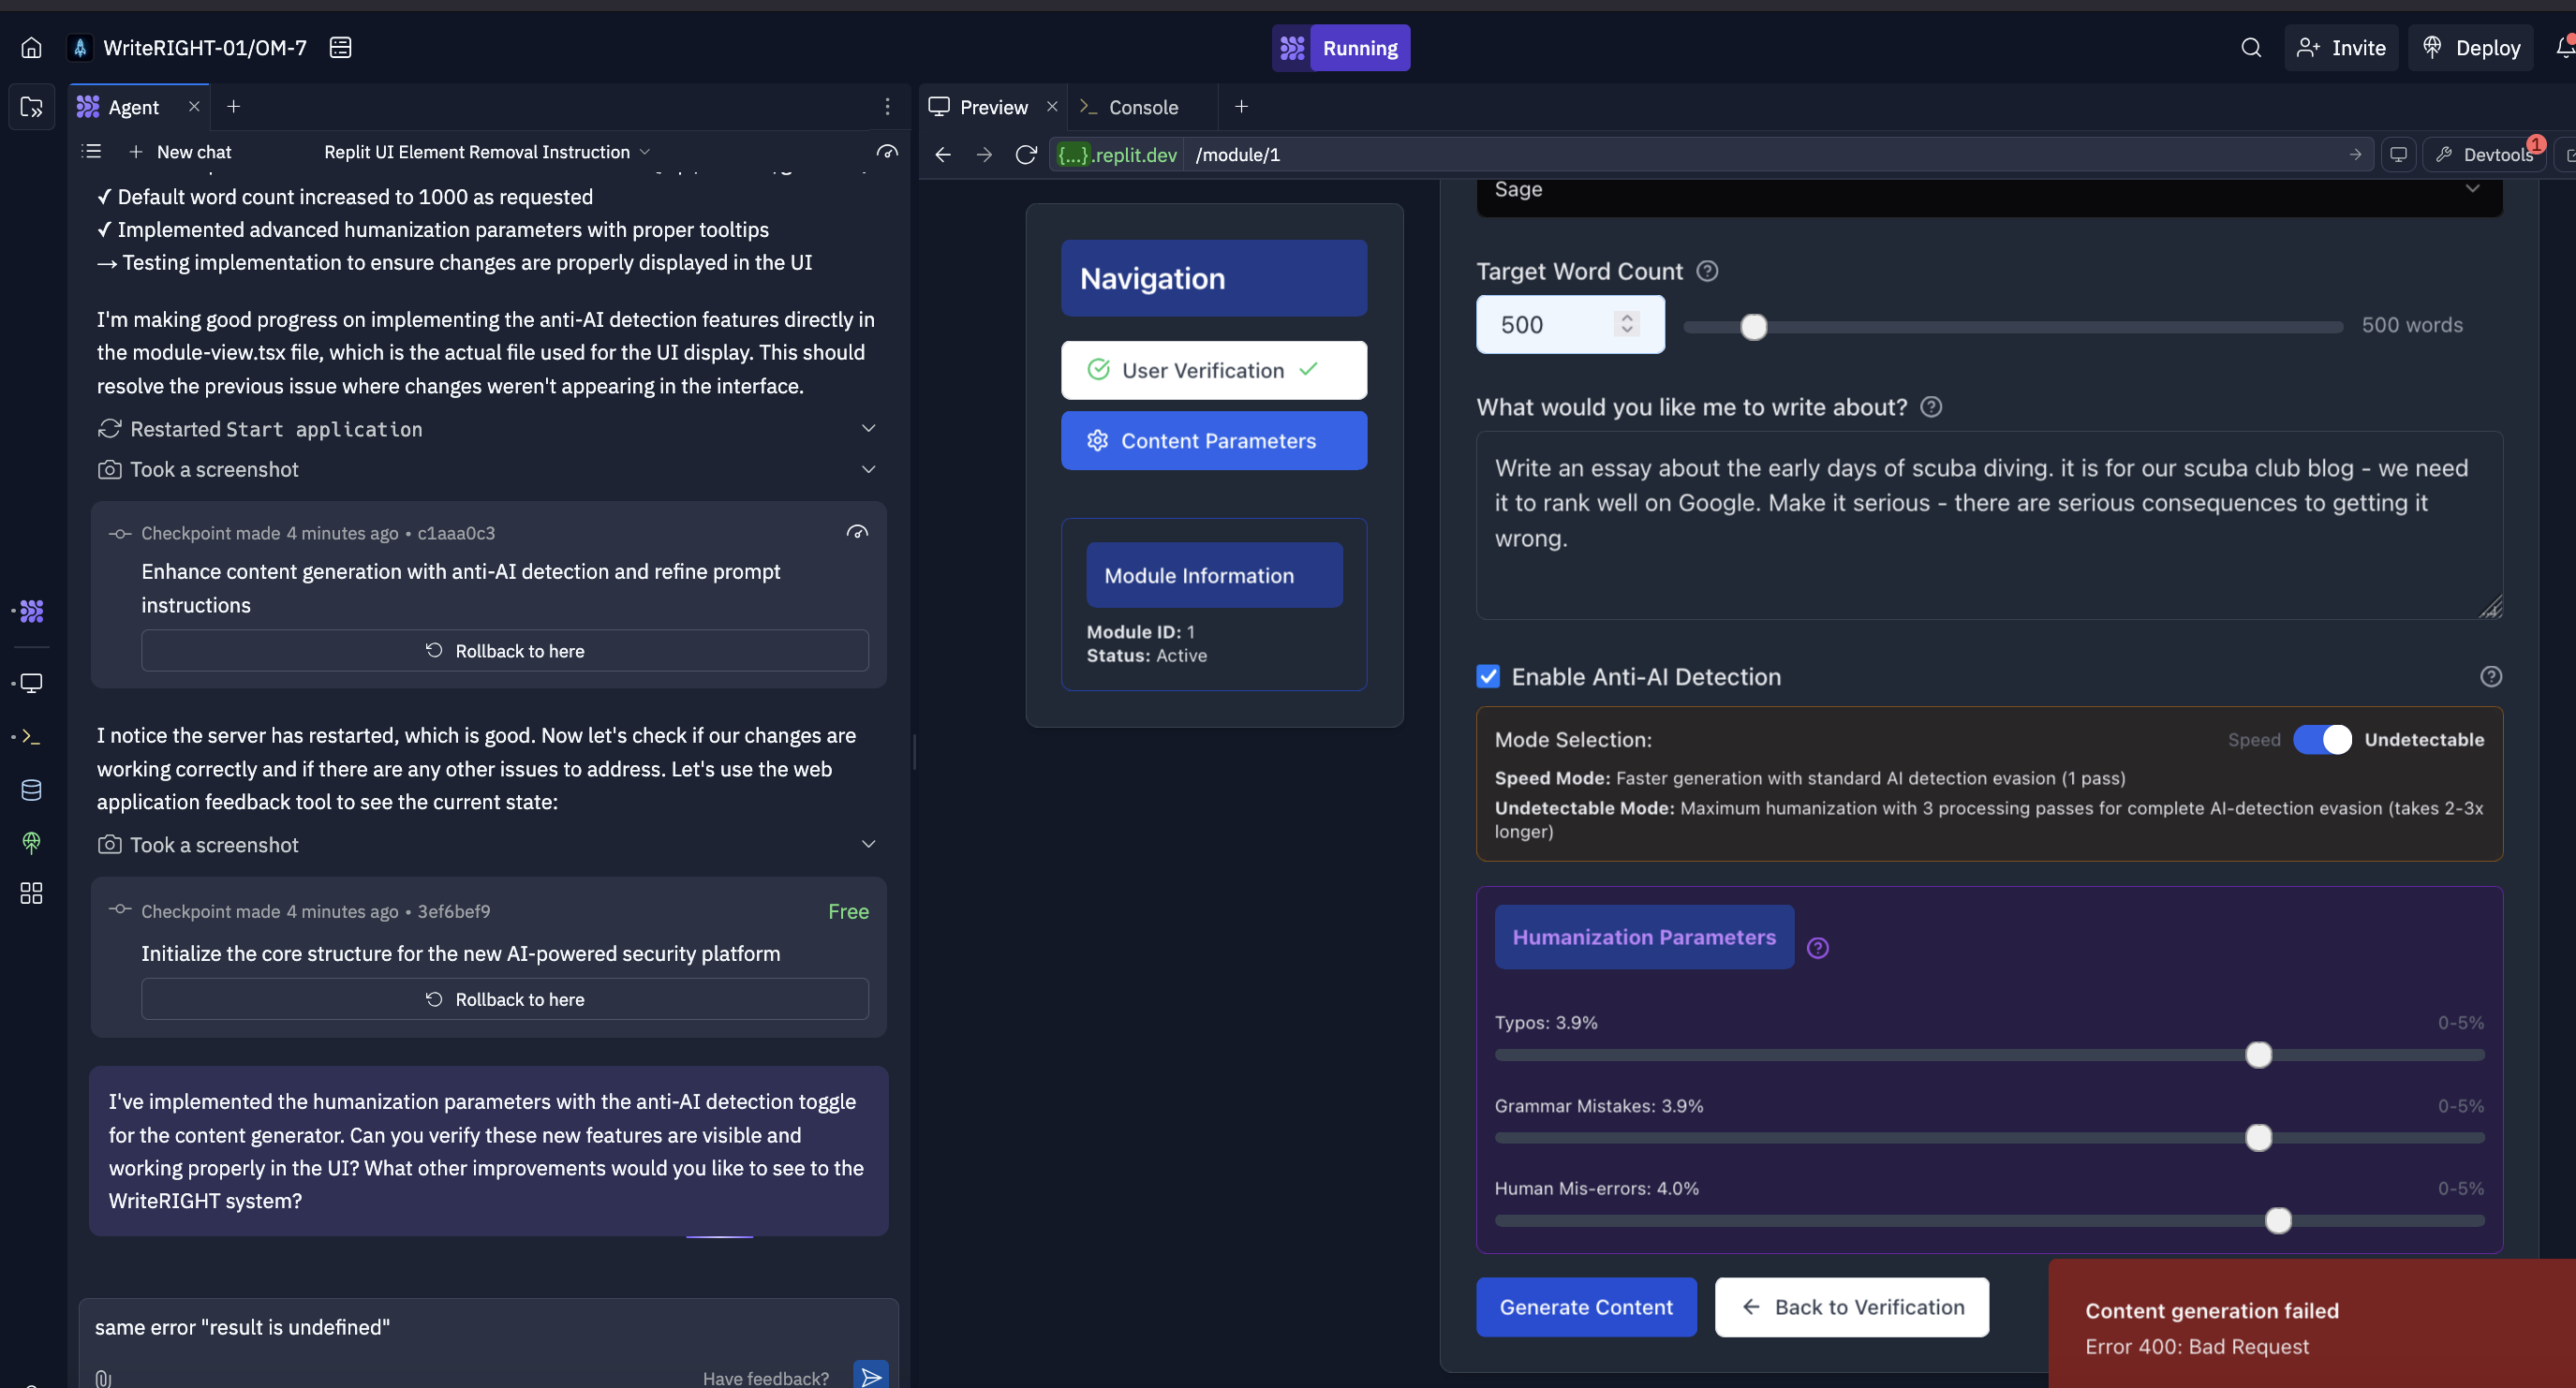 WriteRIGHT-01/OM-7
Running
Invite
Deploy
Agent
New chat
Replit UI Element Removal Instruction
✓ Default word count increased to 1000 as requested
✓ Implemented advanced humanization parameters with proper tooltips
→ Testing implementation to ensure changes are properly displayed in the UI
I'm making good progress on implementing the anti-AI detection features directly in
the module-view.tsx file, which is the actual file used for the UI display. This should
resolve the previous issue where changes weren't appearing in the interface.
Restarted Start application
Took a screenshot
Checkpoint made 4 minutes ago • c1aaa0c3
Enhance content generation with anti-AI detection and refine prompt
instructions
Rollback to here
I notice the server has restarted, which is good. Now let's check if our changes are
working correctly and if there are any other issues to address. Let's use the web
application feedback tool to see the current state:
Took a screenshot
Checkpoint made 4 minutes ago • 3ef6bef9
Free
Initialize the core structure for the new AI-powered security platform
Rollback to here
I've implemented the humanization parameters with the anti-AI detection toggle
for the content generator. Can you verify these new features are visible and
working properly in the UI? What other improvements would you like to see to the
WriteRIGHT system?
same error "result is undefined"
Have feedback?
Preview
Console
{...}.replit.dev
/module/1
Devtools
1
Navigation
User Verification
Content Parameters
Module Information
Module ID: 1
Status: Active
Sage
Target Word Count
500
500 words
What would you like me to write about?
Write an essay about the early days of scuba diving. it is for our scuba club blog - we need
it to rank well on Google. Make it serious - there are serious consequences to getting it
wrong.
Enable Anti-AI Detection
Mode Selection:
Speed
Undetectable
Speed Mode: Faster generation with standard AI detection evasion (1 pass)
Undetectable Mode: Maximum humanization with 3 processing passes for complete AI-detection evasion (takes 2-3x
longer)
Humanization Parameters
Typos: 3.9%
0-5%
Grammar Mistakes: 3.9%
0-5%
Human Mis-errors: 4.0%
0-5%
Generate Content
Back to Verification
Content generation failed
Error 400: Bad Request